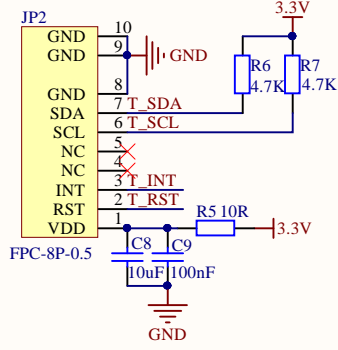 3.3V
JP2
GND 10
GND 9
GND
GND 8
SDA 7 T_SDA
SCL 6 T_SCL
NC 5
NC 4
INT 3 T_INT
RST 2 T_RST
VDD 1
R6
4.7K
R7
4.7K
R5 10R
3.3V
C8
10uF
C9
100nF
FPC-8P-0.5
GND